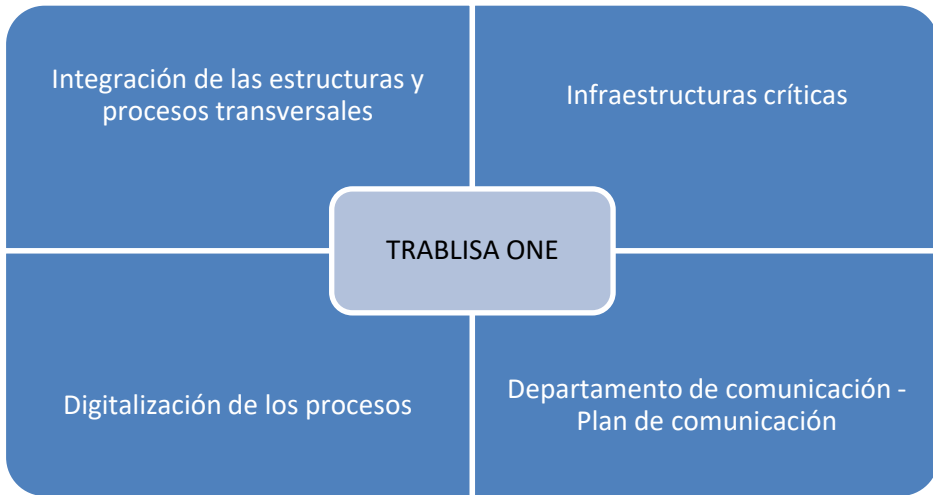 Integración de las estructuras y
procesos transversales
Infraestructuras críticas
TRABLISA ONE
Digitalización de los procesos
Departamento de comunicación -
Plan de comunicación